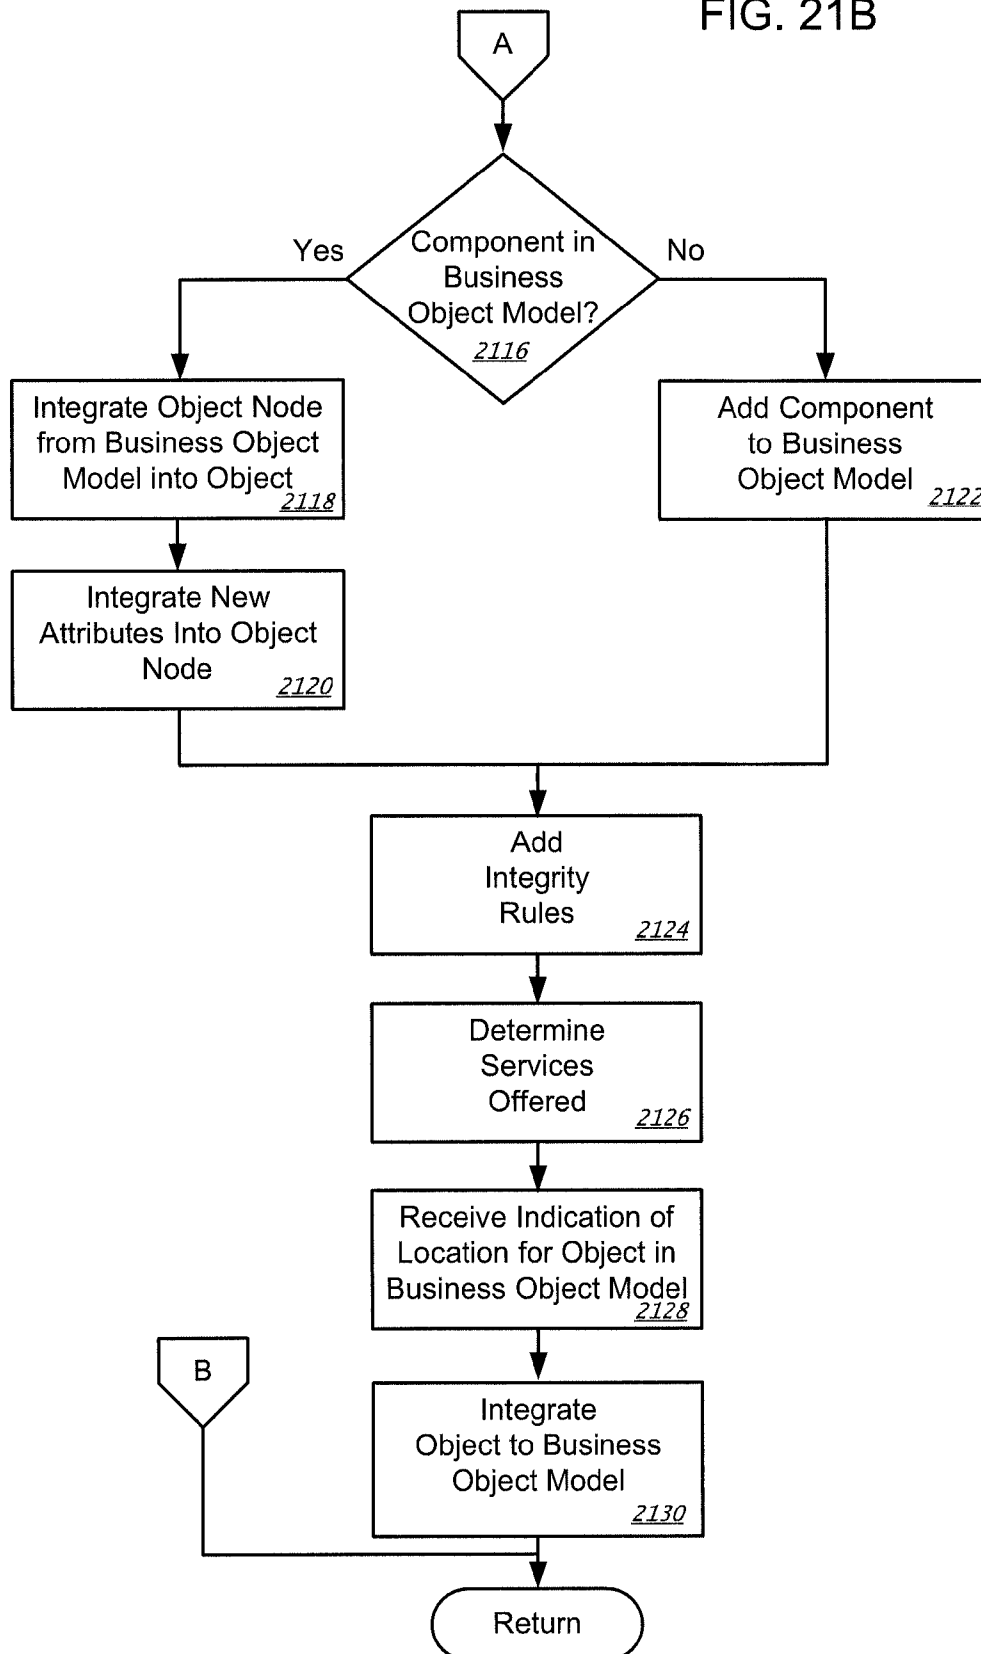 FIG. 21B
A
Component in
Business
Object Model?
2116
Yes
No
Integrate Object Node
from Business Object
Model into Object
2118
Add Component
to Business
Object Model
2122
Integrate New
Attributes Into Object
Node
2120
Add
Integrity
Rules
2124
Determine
Services
Offered
2126
Receive Indication of
Location for Object in
Business Object Model
2128
B
Integrate
Object to Business
Object Model
2130
Return